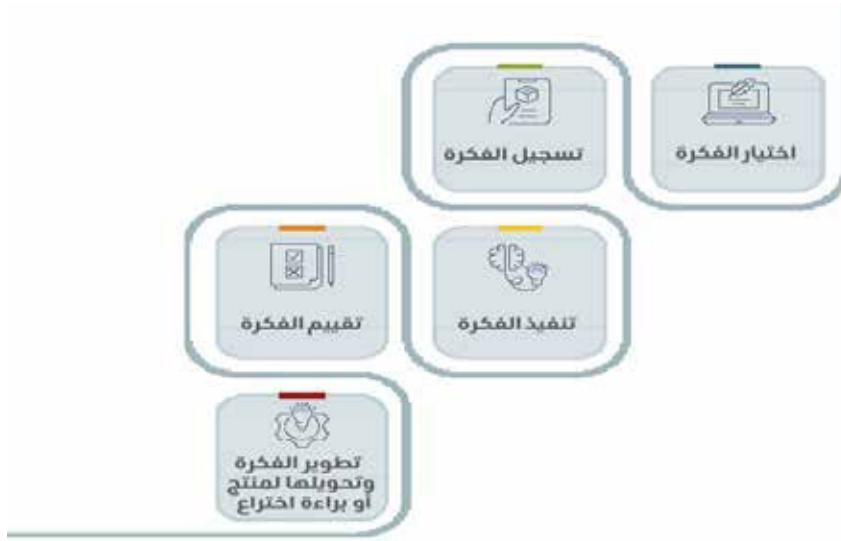 اختيار الفكرة
تسجيل الفكرة
تنفيذ الفكرة
تقييم الفكرة
تطوير الفكرة
وتحويلها لمنتج
أو براءة اختراع